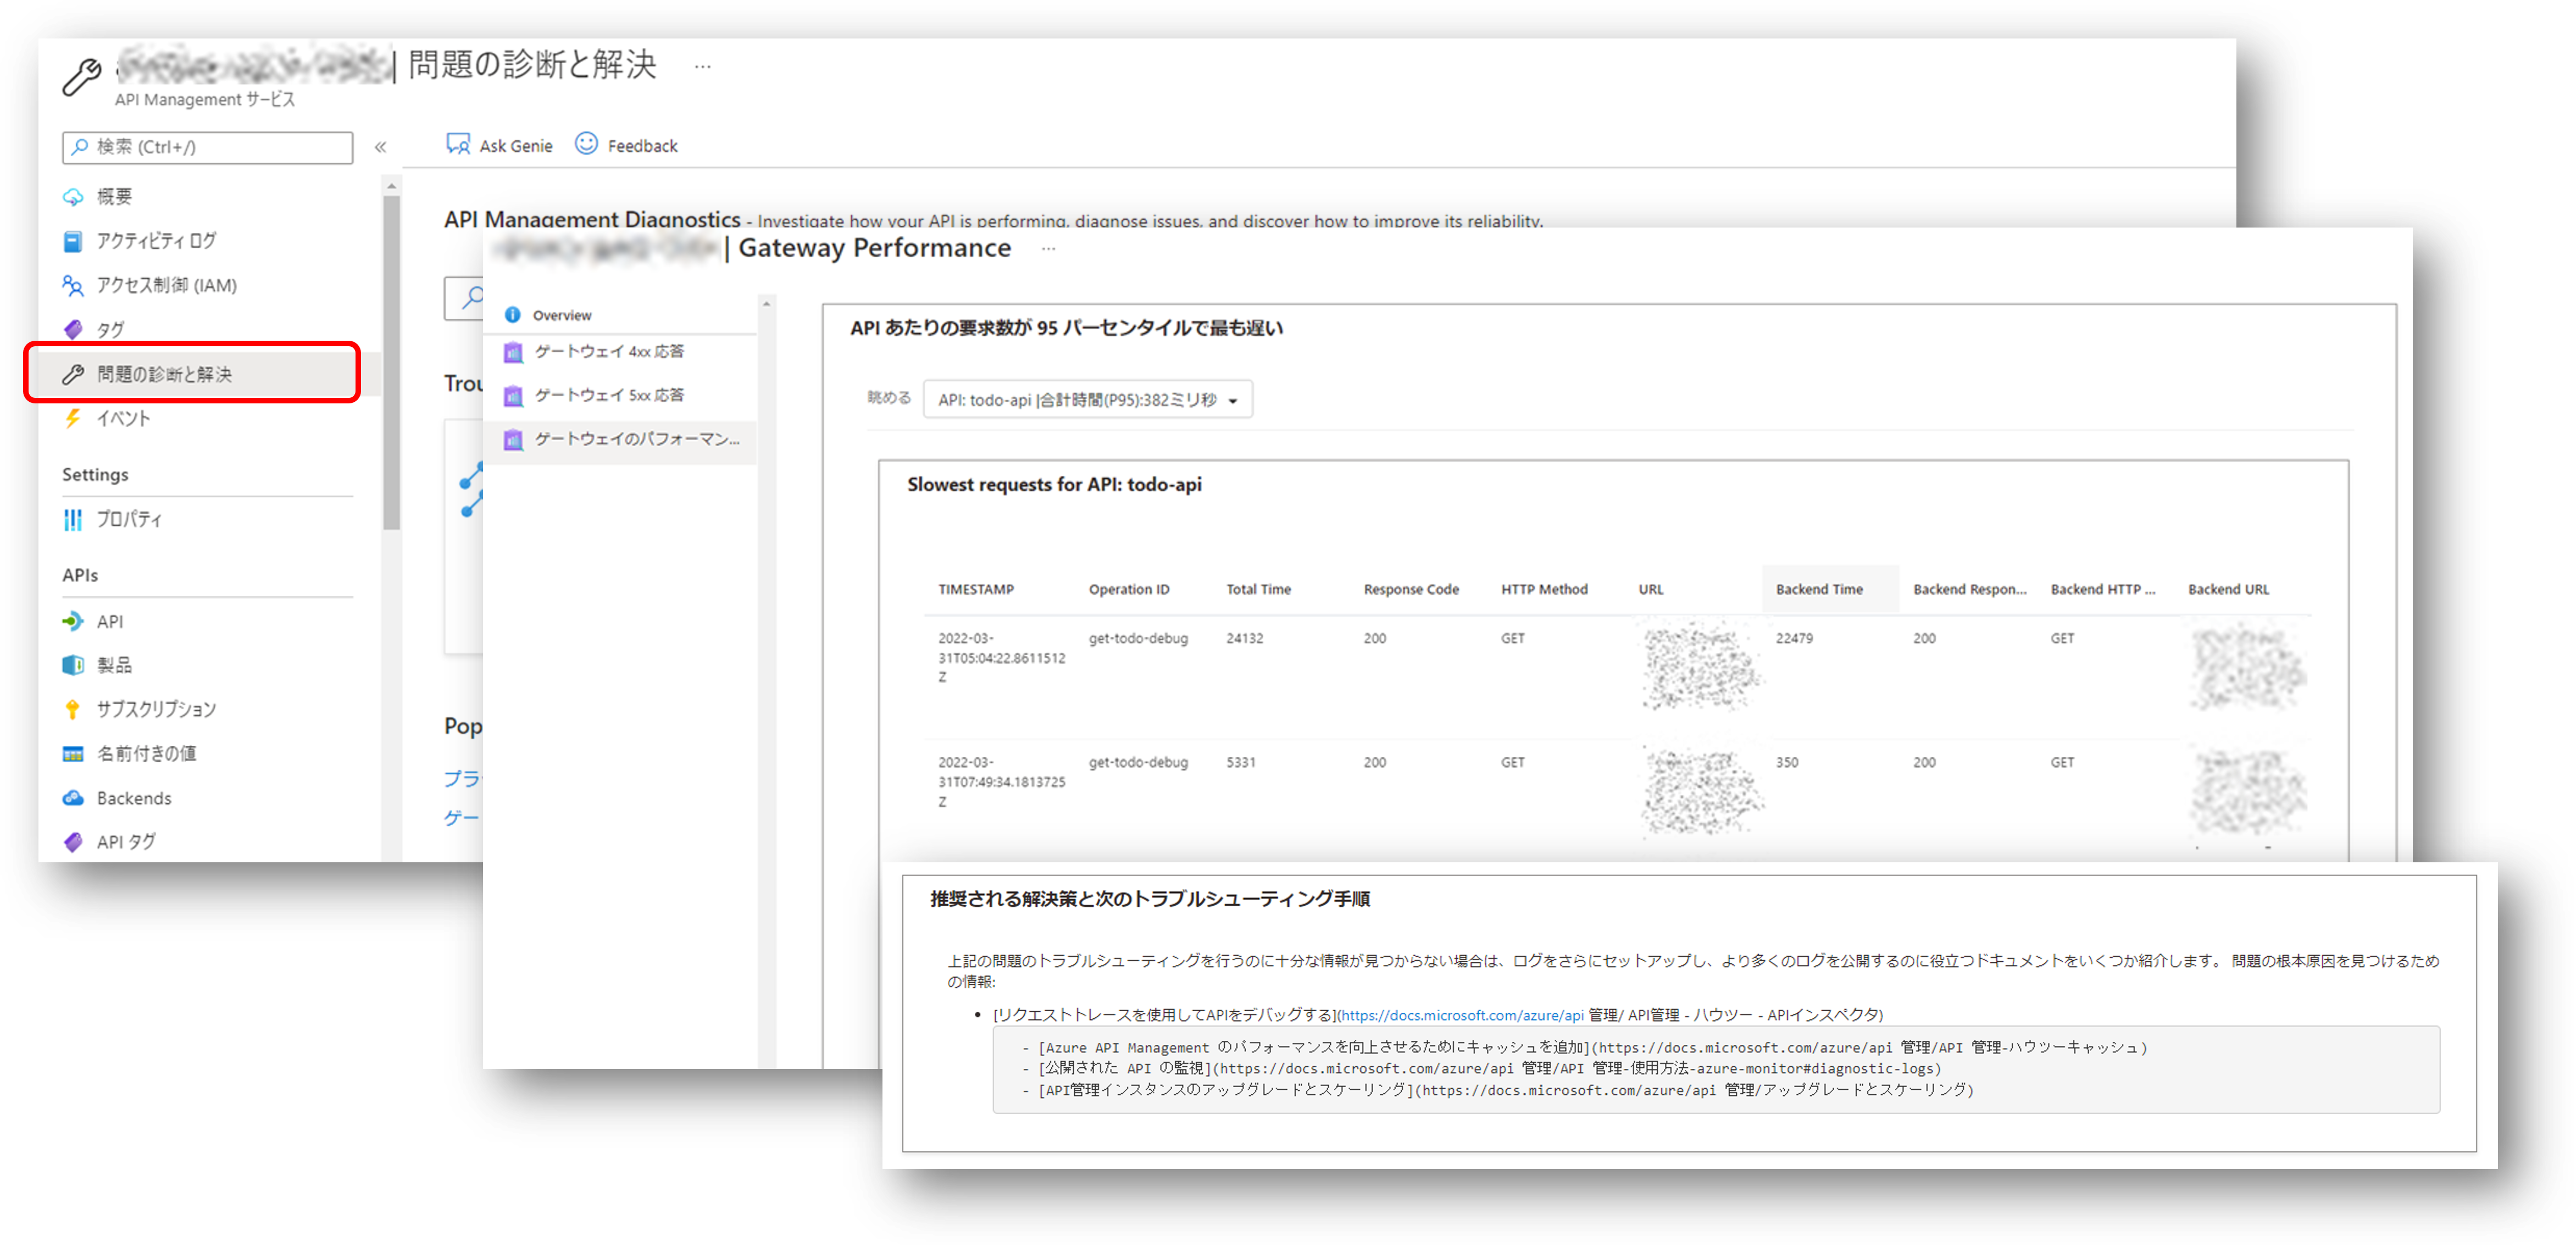 | 問題の診断と解決 ...
API Management サービス
検索 (Ctrl+/)
«
概要
アクティビティ ログ
アクセス制御 (IAM)
タグ
問題の診断と解決
イベント
Settings
プロパティ
APIs
API
製品
サブスクリプション
名前付きの値
Backends
API タグ
Ask Genie Feedback
API Management Diagnostics - Investigate how your API is performing, diagnose issues, and discover how to improve its reliability.
Trou
Pop
プラ
ゲー
| Gateway Performance ...
Overview
ゲートウェイ 4xx 応答
ゲートウェイ 5xx 応答
ゲートウェイのパフォーマン...
API あたりの要求数が 95 パーセンタイルで最も遅い
眺める API: todo-api |合計時間(P95):382ミリ秒
Slowest requests for API: todo-api
TIMESTAMP Operation ID Total Time Response Code HTTP Method URL Backend Time Backend Respon... Backend HTTP ... Backend URL
2022-03- get-todo-debug 24132 200 GET 22479 200 GET
31T05:04:22.8611512
Z
2022-03- get-todo-debug 5331 200 GET 350 200 GET
31T07:49:34.1813725
Z
推奨される解決策と次のトラブルシューティング手順
上記の問題のトラブルシューティングを行うのに十分な情報が見つからない場合は、ログをさらにセットアップし、より多くのログを公開するのに役立つドキュメントをいくつか紹介します。 問題の根本原因を見つけるため
の情報:
• [リクエストトレースを使用してAPIをデバッグする](https://docs.microsoft.com/azure/api 管理/ API管理 - ハウツー - APIインスペクタ)
- [Azure API Management のパフォーマンスを向上させるためにキャッシュを追加](https://docs.microsoft.com/azure/api 管理/API 管理-ハウツーキャッシュ)
- [公開された API の監視](https://docs.microsoft.com/azure/api 管理/API 管理-使用方法-azure-monitor#diagnostic-logs)
- [API管理インスタンスのアップグレードとスケーリング](https://docs.microsoft.com/azure/api 管理/アップグレードとスケーリング)